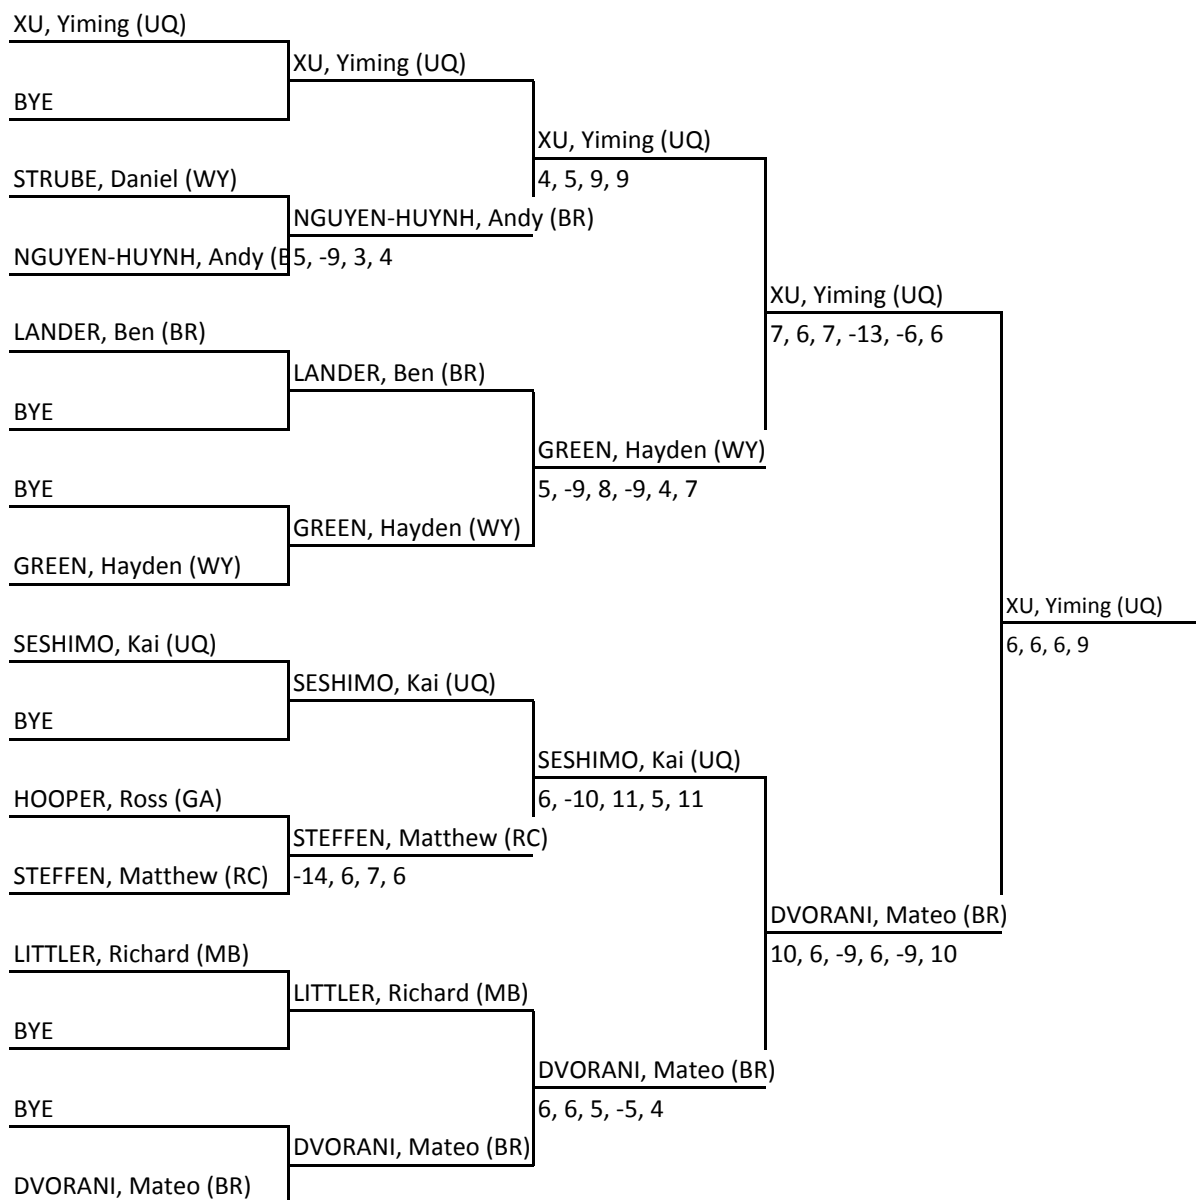 XU, Yiming (UQ)
XU, Yiming (UQ)
BYE
XU, Yiming (UQ)
STRUBE, Daniel (WY)
4, 5, 9, 9
NGUYEN-HUYNH, Andy (BR)
NGUYEN-HUYNH, Andy (B
5, -9, 3, 4
XU, Yiming (UQ)
LANDER, Ben (BR)
7, 6, 7, -13, -6, 6
LANDER, Ben (BR)
BYE
GREEN, Hayden (WY)
BYE
5, -9, 8, -9, 4, 7
GREEN, Hayden (WY)
GREEN, Hayden (WY)
XU, Yiming (UQ)
SESHIMO, Kai (UQ)
6, 6, 6, 9
SESHIMO, Kai (UQ)
BYE
SESHIMO, Kai (UQ)
HOOPER, Ross (GA)
6, -10, 11, 5, 11
STEFFEN, Matthew (RC)
STEFFEN, Matthew (RC)
-14, 6, 7, 6
DVORANI, Mateo (BR)
LITTLER, Richard (MB)
10, 6, -9, 6, -9, 10
LITTLER, Richard (MB)
BYE
DVORANI, Mateo (BR)
BYE
6, 6, 5, -5, 4
DVORANI, Mateo (BR)
DVORANI, Mateo (BR)